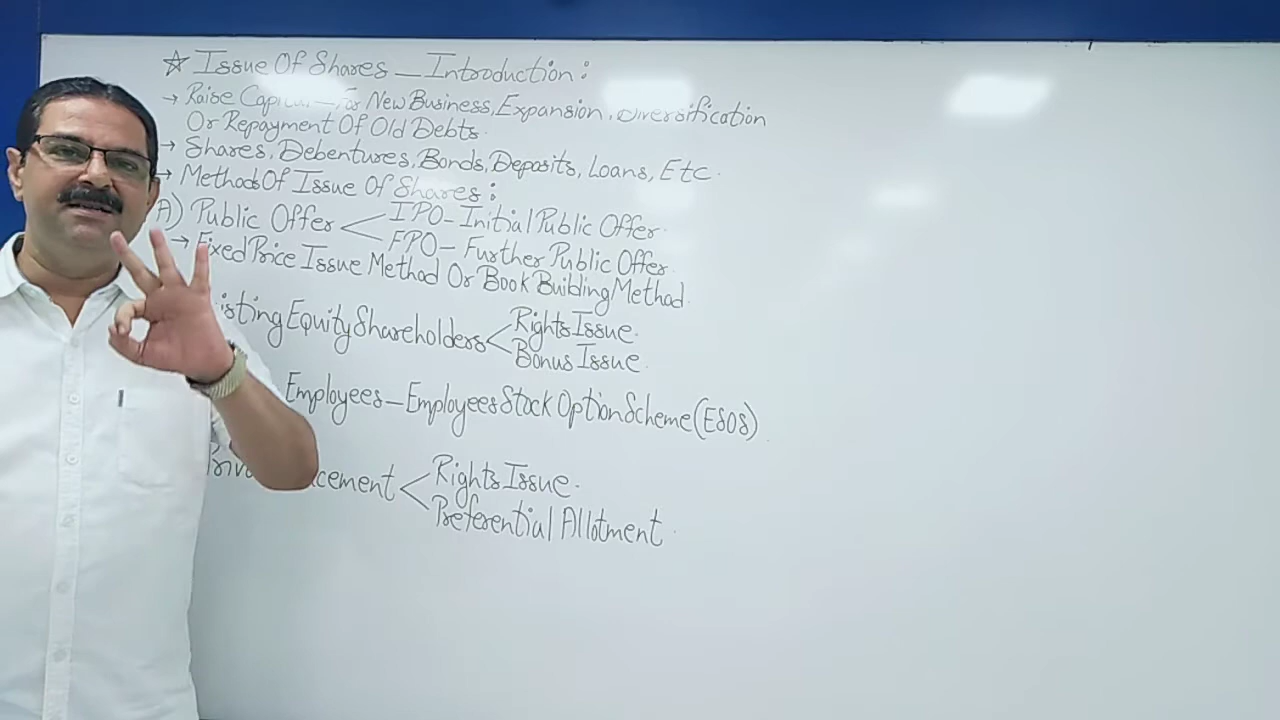 ☆ Issue Of Shares – Introduction :
→ Raise Capital – For New Business, Expansion, Diversification
Or Repayment Of Old Debts.
→ Shares, Debentures, Bonds, Deposits, Loans, Etc.
→ Methods Of Issue Of Shares :
A) Public Offer < IPO – Initial Public Offer.
FPO – Further Public Offer.
→ Fixed Price Issue Method Or Book Building Method.
Equity Shareholders < Rights Issue.
Bonus Issue.
Employees – Employees Stock Option Scheme (ESOS)
< Rights Issue.
Preferential Allotment.